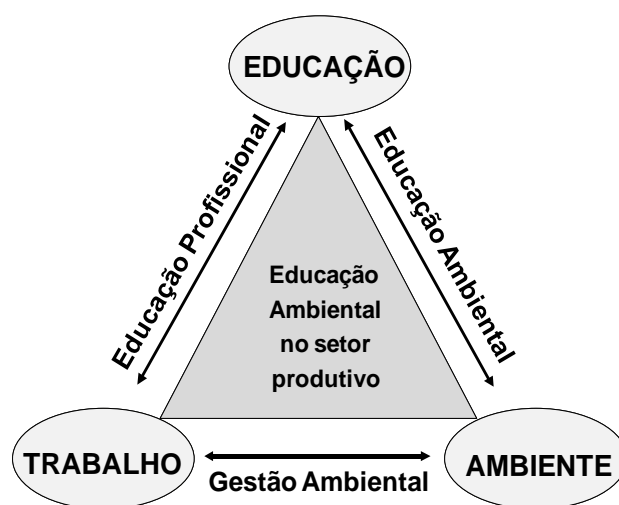 EDUCAÇÃO
Educação Profissional
Educação Ambiental
Educação
Ambiental
no setor
produtivo
TRABALHO
AMBIENTE
Gestão Ambiental